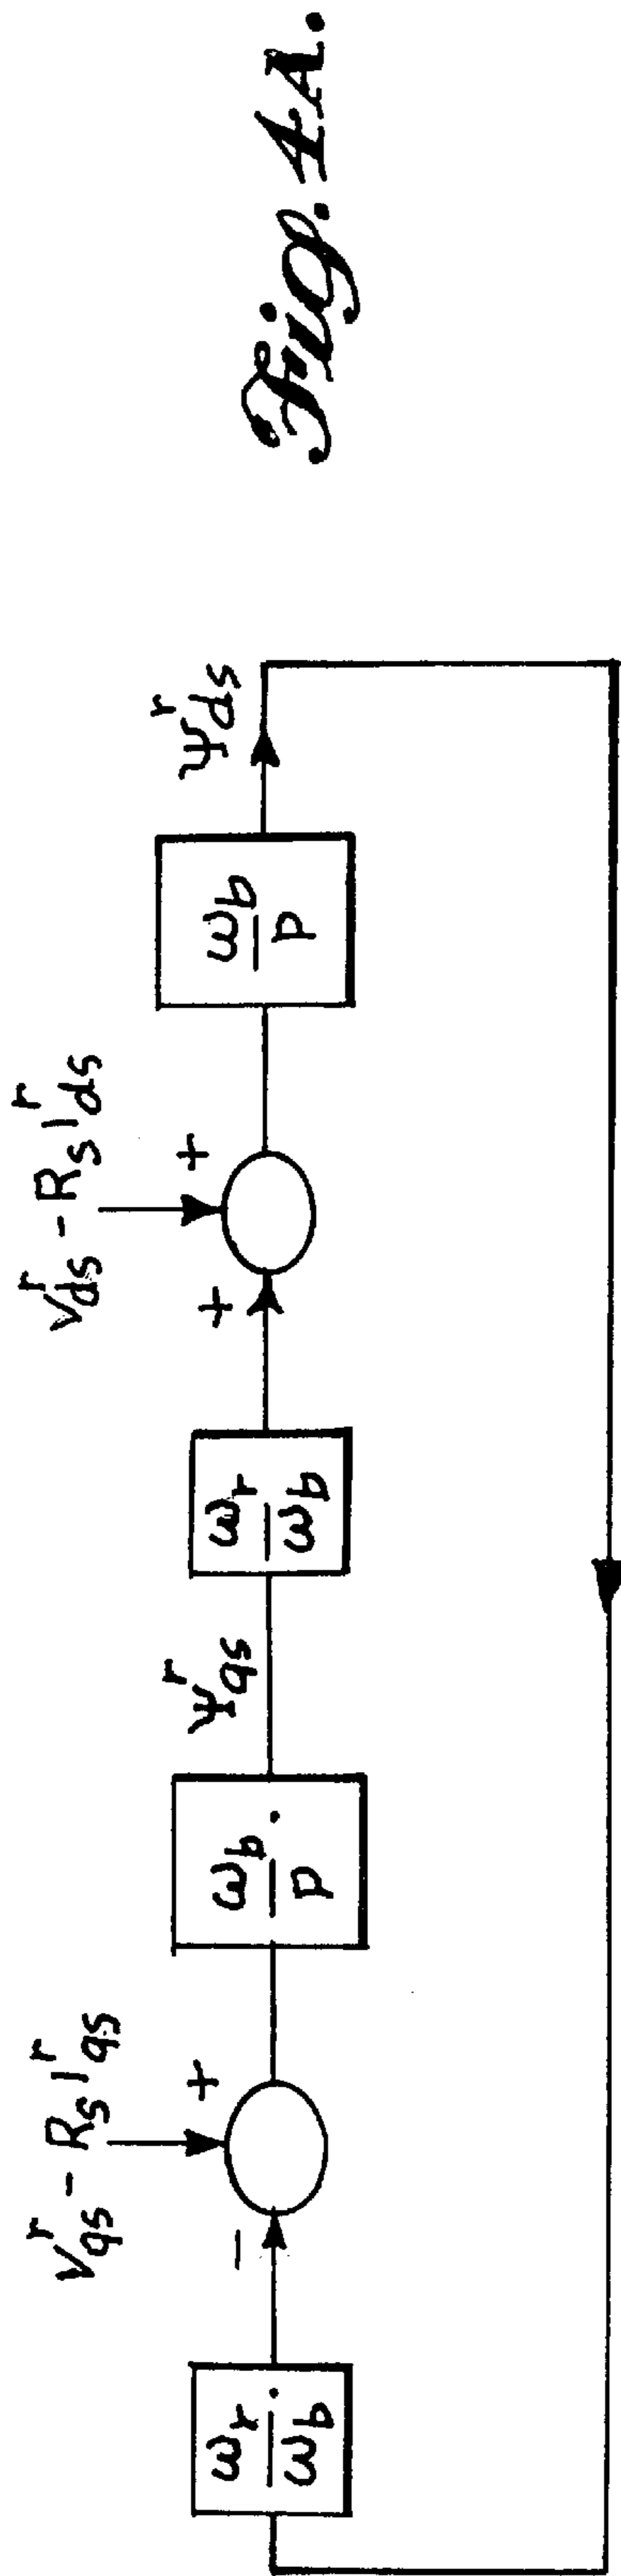 Fig. 4A.
v^r_qs - R_s I^r_qs
v^r_ds - R_s I^r_ds
ω_r / ω_b
-
+
ω_b / p
Ψ^r_qs
ω_r / ω_b
+
+
ω_b / p
Ψ^r_ds